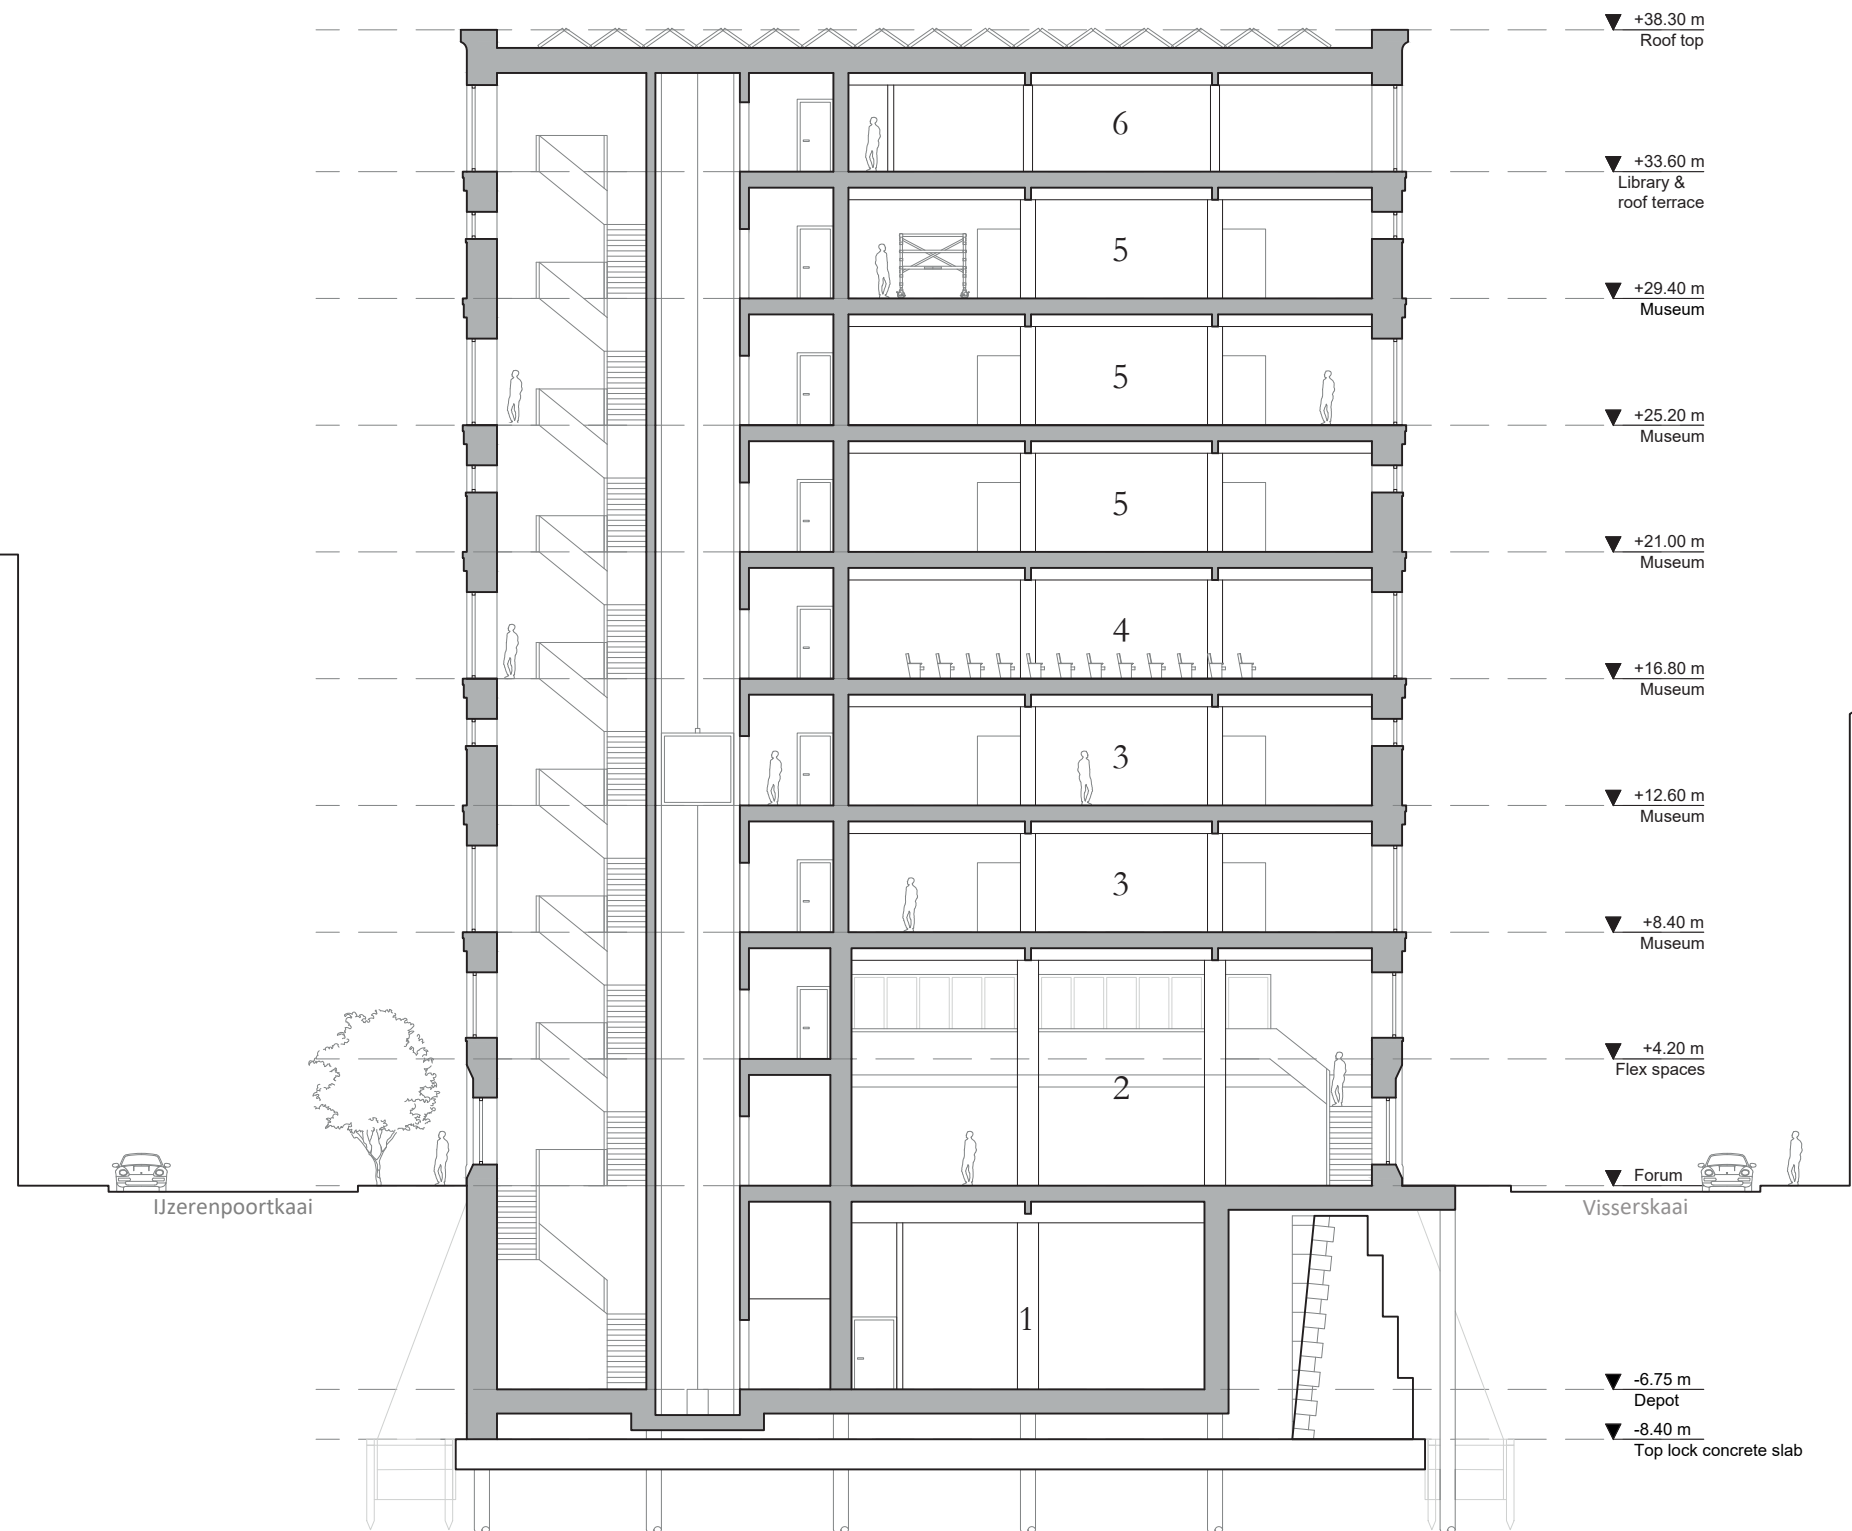 +38.30 m
Roof top
6
+33.60 m
Library &
roof terrace
5
+29.40 m
Museum
5
+25.20 m
Museum
5
+21.00 m
Museum
4
+16.80 m
Museum
3
+12.60 m
Museum
3
+8.40 m
Museum
+4.20 m
Flex spaces
2
Forum
IJzerenpoortkaai
Visserskaai
1
-6.75 m
Depot
-8.40 m
Top lock concrete slab